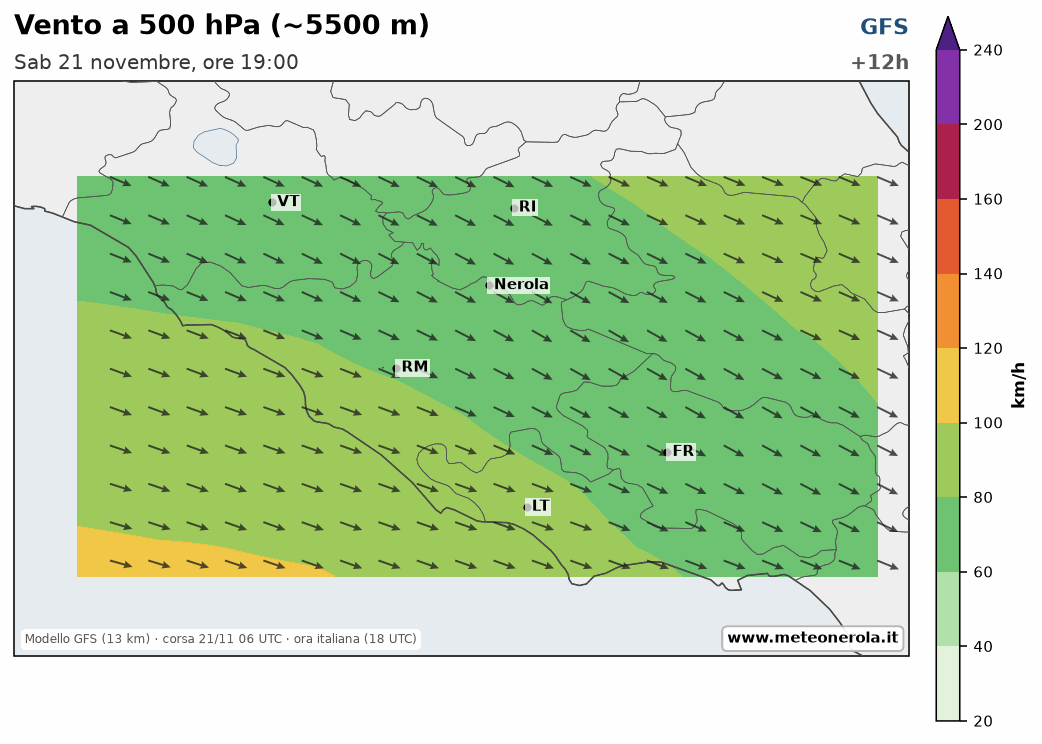 Vento a 500 hPa (~5500 m)
GFS
Sab 21 novembre, ore 19:00
+12h
VT
RI
Nerola
RM
FR
LT
240
200
160
140
120
100
80
60
40
20
km/h
Modello GFS (13 km) · corsa 21/11 06 UTC · ora italiana (18 UTC)
www.meteonerola.it